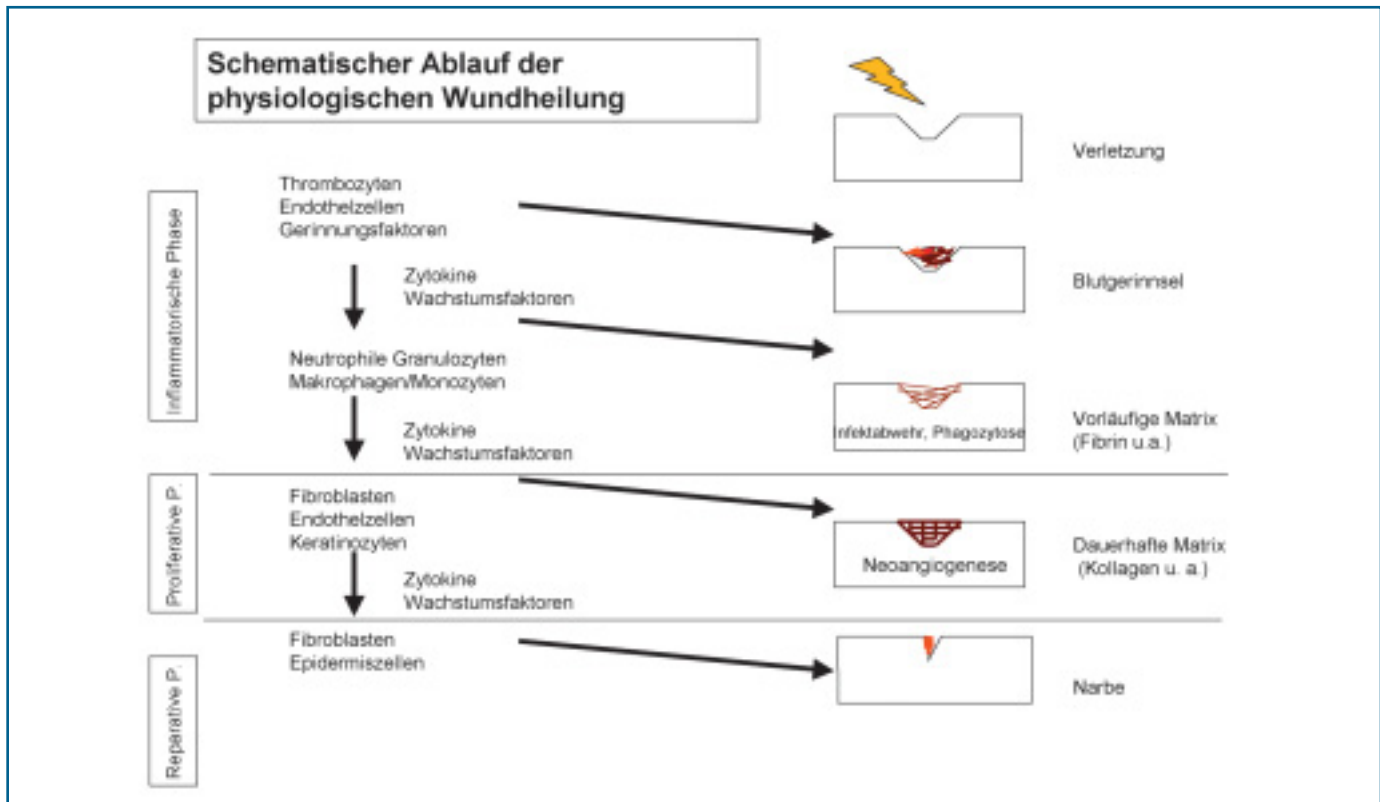 Schematischer Ablauf der
physiologischen Wundheilung
Verletzung
Inflammatorische Phase
Thrombozyten
Endothelzellen
Gerinnungsfaktoren
Zytokine
Wachstumsfaktoren
Blutgerinnsel
Neutrophile Granulozyten
Makrophagen/Monozyten
Infektabwehr, Phagozytose
Vorläufige Matrix
(Fibrin u.a.)
Zytokine
Wachstumsfaktoren
Proliferative P.
Fibroblasten
Endothelzellen
Keratinozyten
Neoangiogenese
Dauerhafte Matrix
(Kollagen u. a.)
Zytokine
Wachstumsfaktoren
Reparative P.
Fibroblasten
Epidermiszellen
Narbe